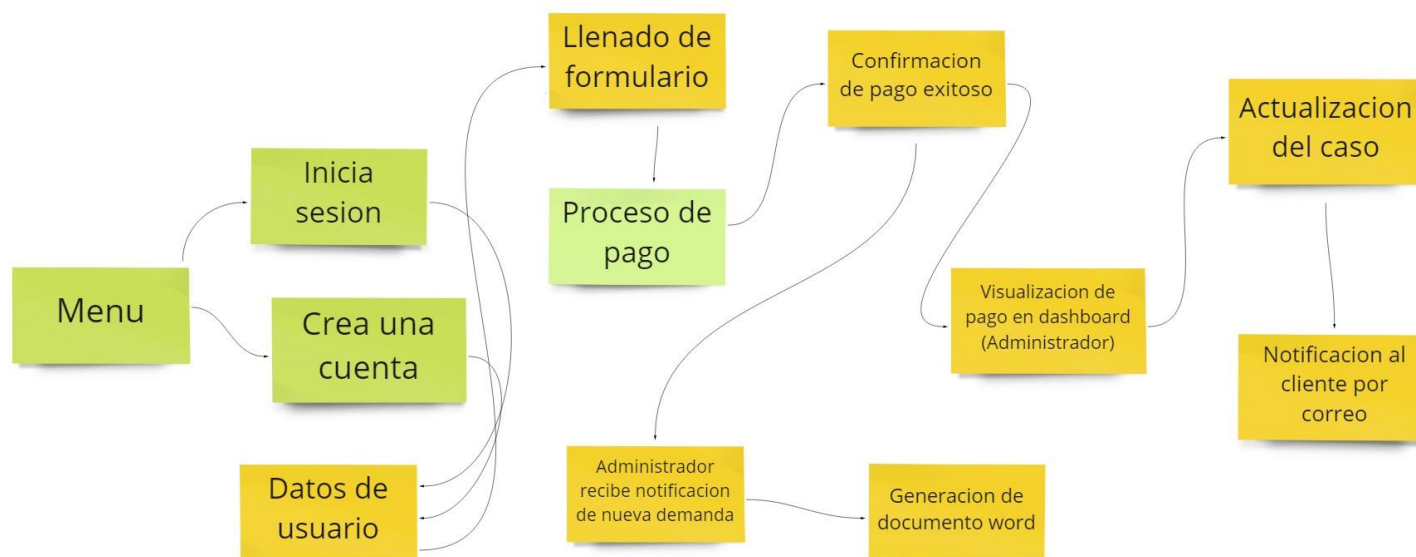 Menu
Inicia
sesion
Crea una
cuenta
Datos de
usuario
Llenado de
formulario
Proceso de
pago
Confirmacion
de pago exitoso
Administrador
recibe notificacion
de nueva demanda
Generacion de
documento word
Visualizacion de
pago en dashboard
(Administrador)
Actualizacion
del caso
Notificacion al
cliente por
correo